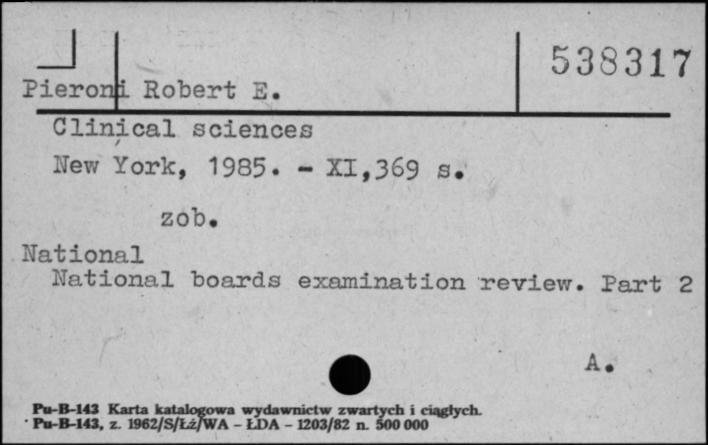 538317
Pieroni Robert E.
Clinical sciences
New York, 1985. - XI,369 s.
zob.
National
National boards examination review. Part 2
A.
Pu-B-143 Karta katalogowa wydawnictw zwartych i ciągłych.
Pu-B-143, z. 1962/S/Łź/WA - ŁDA - 1203/82 n. 500 000